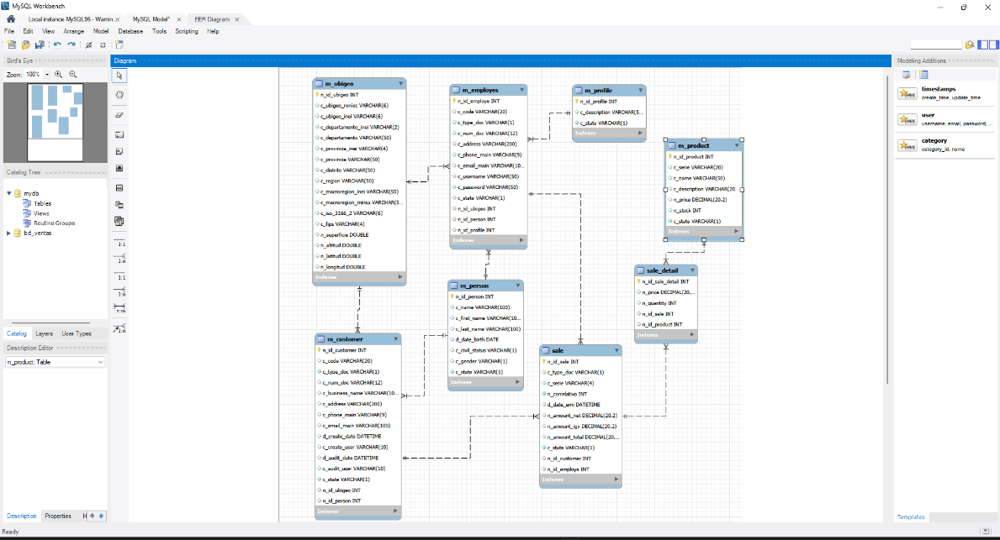 MySQL Workbench
Local instance MySQL96 - Warnin... ×
MySQL Model* ×
EER Diagram ×
File Edit View Arrange Model Database Tools Scripting Help
Bird's Eye
Zoom: 100%
Catalog Tree
mydb
Tables
Views
Routine Groups
bd_ventas
Catalog Layers User Types
Description Editor
m_product: Table
Description Properties H
Ready
Diagram
1:1
1:n
1:1
1:n
n:m
1:n
m_ubigeo
n_id_ubigeo INT
c_ubigeo_reniec VARCHAR(6)
c_ubigeo_inei VARCHAR(6)
c_departamento_inei VARCHAR(2)
c_departamento VARCHAR(50)
c_provincia_inei VARCHAR(4)
c_provincia VARCHAR(50)
c_distrito VARCHAR(50)
c_region VARCHAR(50)
c_macroregion_inei VARCHAR(50)
c_macroregion_minsa VARCHAR(5...
c_iso_3166_2 VARCHAR(6)
c_fips VARCHAR(4)
n_superficie DOUBLE
n_altitud DOUBLE
n_latitud DOUBLE
n_longitud DOUBLE
Indexes
m_employes
n_id_employe INT
c_code VARCHAR(20)
c_type_doc VARCHAR(1)
c_num_doc VARCHAR(12)
c_address VARCHAR(200)
c_phone_main VARCHAR(9)
c_email_main VARCHAR(10...
c_username VARCHAR(50)
c_password VARCHAR(50)
c_state VARCHAR(1)
n_id_ubigeo INT
n_id_person INT
n_id_profile INT
Indexes
m_profile
n_id_profile INT
c_description VARCHAR(5...
c_state VARCHAR(1)
Indexes
m_product
n_id_product INT
c_serie VARCHAR(20)
c_name VARCHAR(50)
c_description VARCHAR(20...
n_price DECIMAL(20,2)
n_stock INT
c_state VARCHAR(1)
Indexes
sale_detail
n_id_sale_detail INT
n_price DECIMAL(20,...
n_quantity INT
n_id_sale INT
n_id_product INT
Indexes
m_person
n_id_person INT
c_name VARCHAR(100)
c_first_name VARCHAR(10...
c_last_name VARCHAR(100)
d_date_birth DATE
c_civil_status VARCHAR(1)
c_gender VARCHAR(1)
c_state VARCHAR(1)
Indexes
m_customer
n_id_customer INT
c_code VARCHAR(20)
c_type_doc VARCHAR(1)
c_num_doc VARCHAR(12)
c_business_name VARCHAR(10...
c_address VARCHAR(200)
c_phone_main VARCHAR(9)
c_email_main VARCHAR(100)
d_create_date DATETIME
c_create_user VARCHAR(10)
d_audit_date DATETIME
c_audit_user VARCHAR(10)
c_state VARCHAR(1)
n_id_ubigeo INT
n_id_person INT
Indexes
sale
n_id_sale INT
c_type_doc VARCHAR(1)
c_serie VARCHAR(4)
n_correlativo INT
d_date_emi DATETIME
n_amount_net DECIMAL(20,2)
n_amount_igv DECIMAL(20,2)
n_amount_total DECIMAL(20,...
c_state VARCHAR(1)
n_id_customer INT
n_id_employe INT
Indexes
Modeling Additions
timestamps
create_time, update_time
user
username, email, password, ...
category
category_id, name
Templates